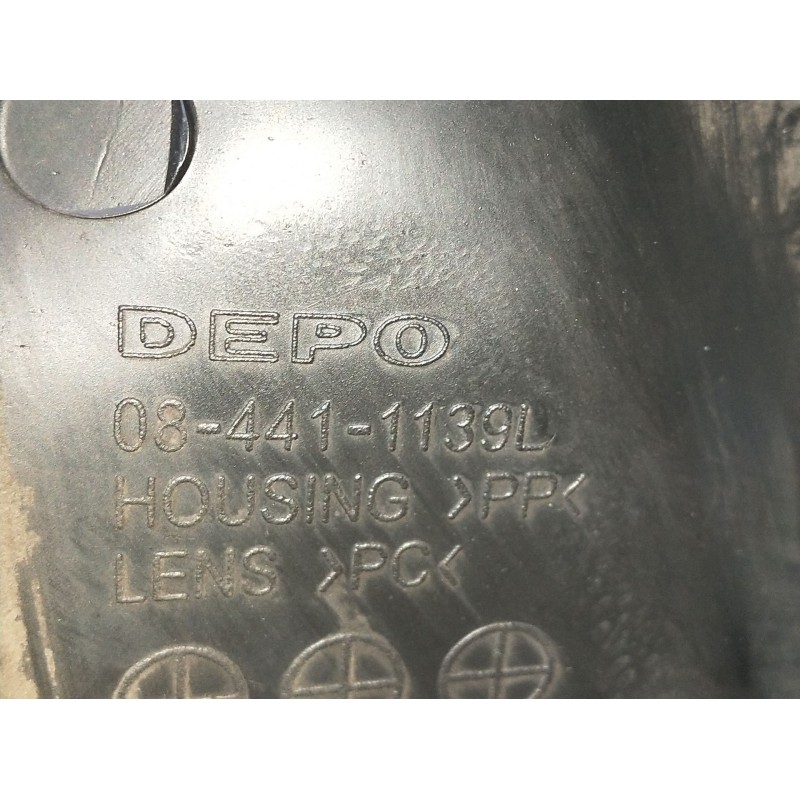 DEPO
08-441-1139L
HOUSING >PP<
LENS >PC<